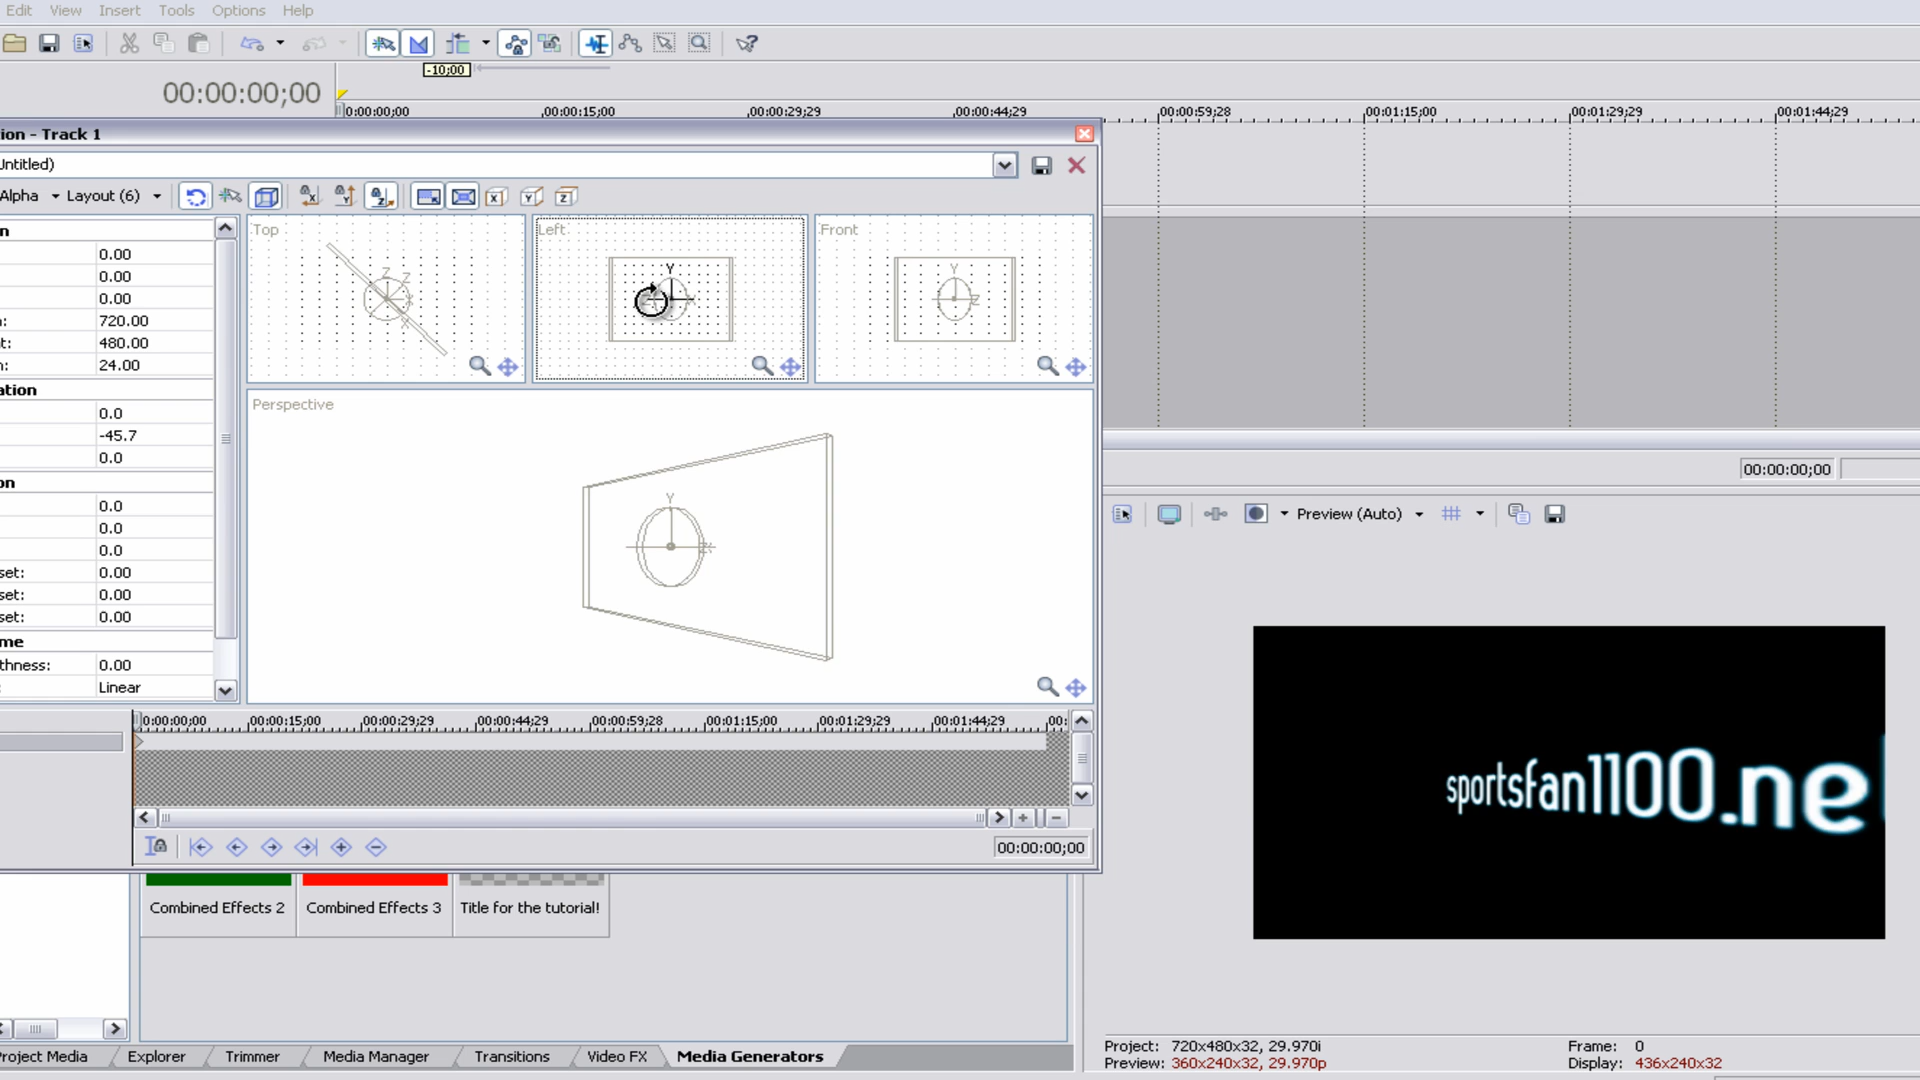 Edit View Insert Tools Options Help
-10;00
00:00:00;00
0:00:00;00 00:00:15;00 00:00:29;29 00:00:44;29 00:00:59;28 00:01:15;00 00:01:29;29 00:01:44;29
ion - Track 1
Untitled)
Alpha Layout (6)
n
0.00
0.00
0.00
n: 720.00
t: 480.00
n: 24.00
ation
0.0
-45.7
0.0
on
0.0
0.0
0.0
set: 0.00
set: 0.00
set: 0.00
me
thness: 0.00
: Linear
Top
Left
Front
Perspective
0:00:00;00 00:00:15;00 00:00:29;29 00:00:44;29 00:00:59;28 00:01:15;00 00:01:29;29 00:01:44;29 00:
00:00:00;00
Combined Effects 2
Combined Effects 3
Title for the tutorial!
Project Media Explorer Trimmer Media Manager Transitions Video FX Media Generators
00:00:00;00
Preview (Auto)
sportsfan1100.ne
Project: 720x480x32, 29.970i
Frame: 0
Preview: 360x240x32, 29.970p
Display: 436x240x32